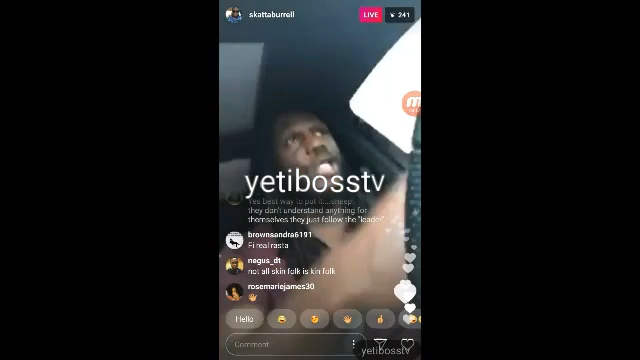 skattaburrell
LIVE
241
yetibosstv
Yes best way to put it....sheep
they don't understand anything for
themselves they just follow the "leader"
brownsandra6191
Fi real rasta
nagus_dt
not all skin folk is kin folk
rosemariejames30
Hello
Comment
yetibosstv